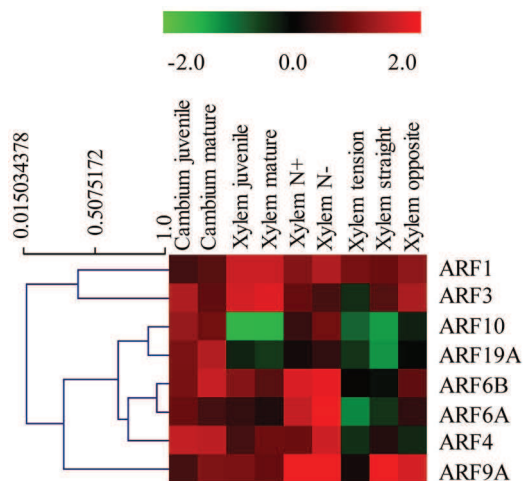 -2.0 0.0 2.0
0.015034378
0.5075172
1.0
Cambium juvenile
Cambium mature
Xylem juvenile
Xylem mature
Xylem N+
Xylem N-
Xylem tension
Xylem straight
Xylem opposite
ARF1
ARF3
ARF10
ARF19A
ARF6B
ARF6A
ARF4
ARF9A